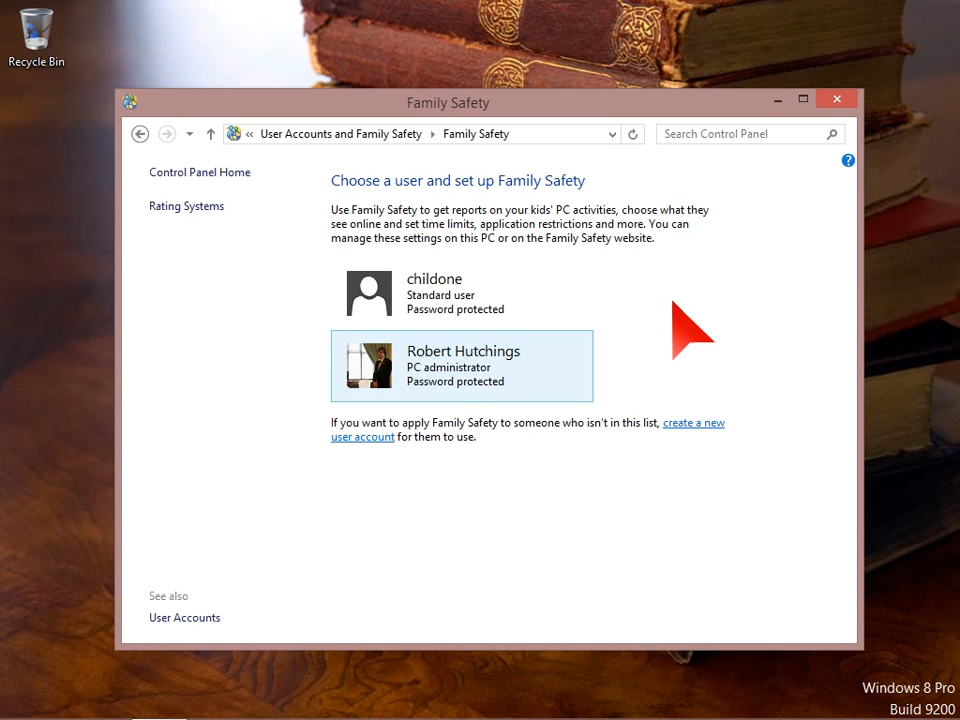 Recycle Bin
Family Safety
« User Accounts and Family Safety Family Safety
Search Control Panel
Control Panel Home
Rating Systems
Choose a user and set up Family Safety
Use Family Safety to get reports on your kids' PC activities, choose what they
see online and set time limits, application restrictions and more. You can
manage these settings on this PC or on the Family Safety website.
childone
Standard user
Password protected
Robert Hutchings
PC administrator
Password protected
If you want to apply Family Safety to someone who isn't in this list, create a new
user account for them to use.
See also
User Accounts
Windows 8 Pro
Build 9200